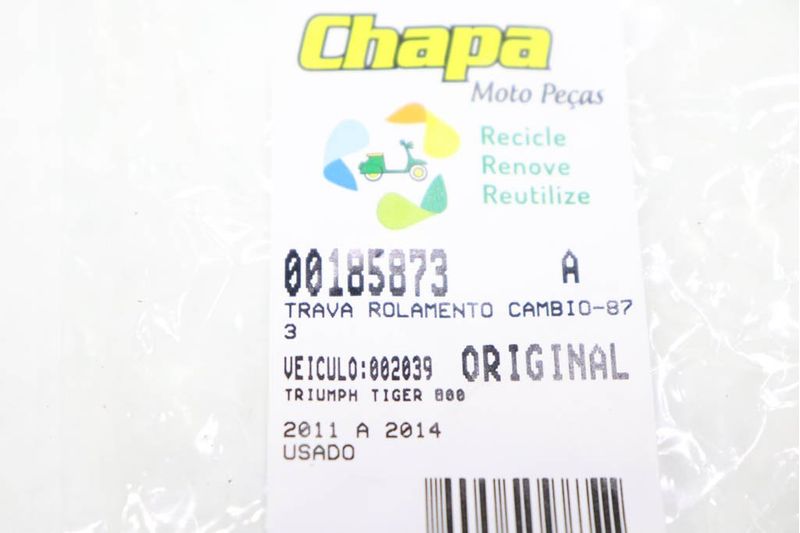 Chapa
Moto Peças
Recicle
Renove
Reutilize
00185873 A
TRAVA ROLAMENTO CAMBIO-87
3
VEICULO:002039 ORIGINAL
TRIUMPH TIGER 800
2011 A 2014
USADO